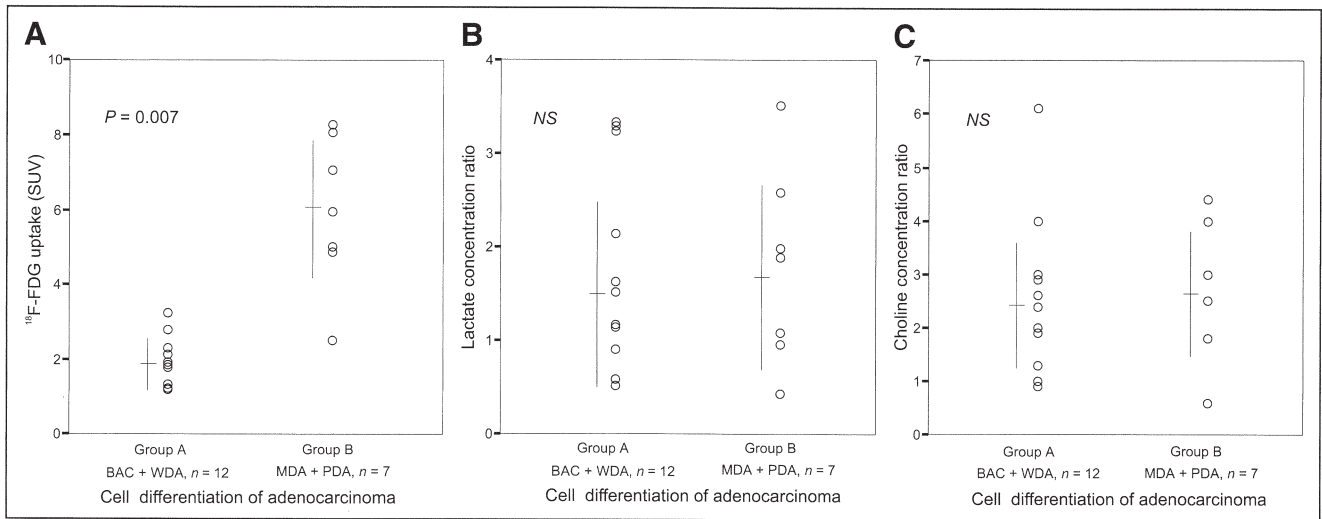 A
10
8
6
4
2
0
18F-FDG uptake (SUV)
P = 0.007
Group A
BAC + WDA, n = 12
Group B
MDA + PDA, n = 7
Cell differentiation of adenocarcinoma
B
4
3
2
1
0
Lactate concentration ratio
NS
Group A
BAC + WDA, n = 12
Group B
MDA + PDA, n = 7
Cell differentiation of adenocarcinoma
C
7
6
5
4
3
2
1
0
Choline concentration ratio
NS
Group A
BAC + WDA, n = 12
Group B
MDA + PDA, n = 7
Cell differentiation of adenocarcinoma